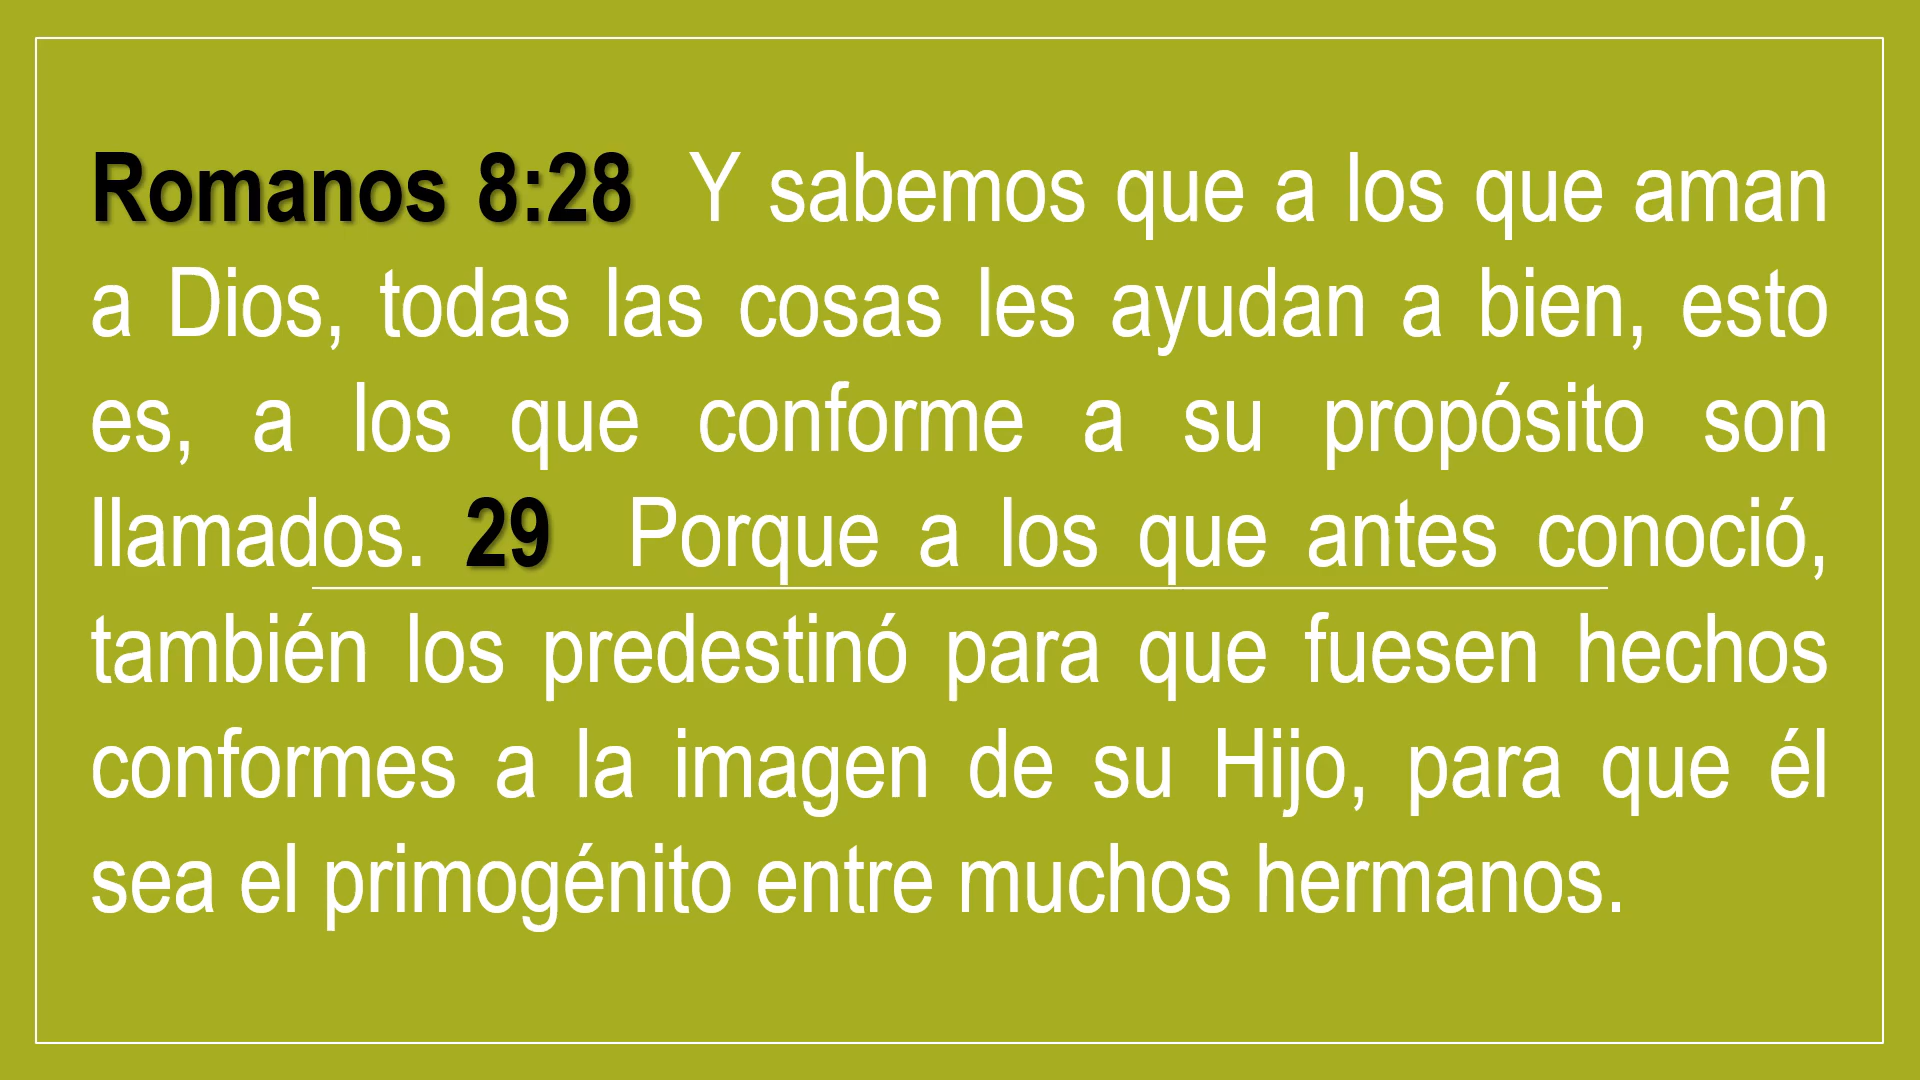 Romanos 8:28 Y sabemos que a los que aman
a Dios, todas las cosas les ayudan a bien, esto
es, a los que conforme a su propósito son
llamados. 29 Porque a los que antes conoció,
también los predestinó para que fuesen hechos
conformes a la imagen de su Hijo, para que él
sea el primogénito entre muchos hermanos.